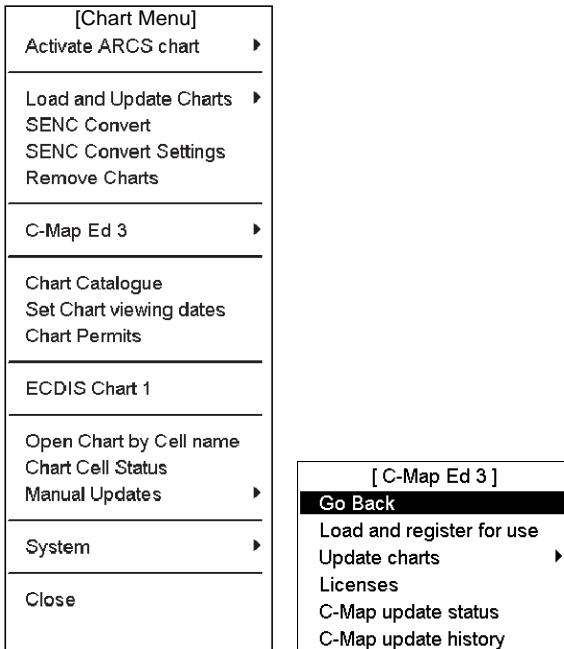 [Chart Menu]
Activate ARCS chart
Load and Update Charts
SENC Convert
SENC Convert Settings
Remove Charts
C-Map Ed 3
Chart Catalogue
Set Chart viewing dates
Chart Permits
ECDIS Chart 1
Open Chart by Cell name
Chart Cell Status
Manual Updates
System
Close
[ C-Map Ed 3 ]
Go Back
Load and register for use
Update charts
Licenses
C-Map update status
C-Map update history